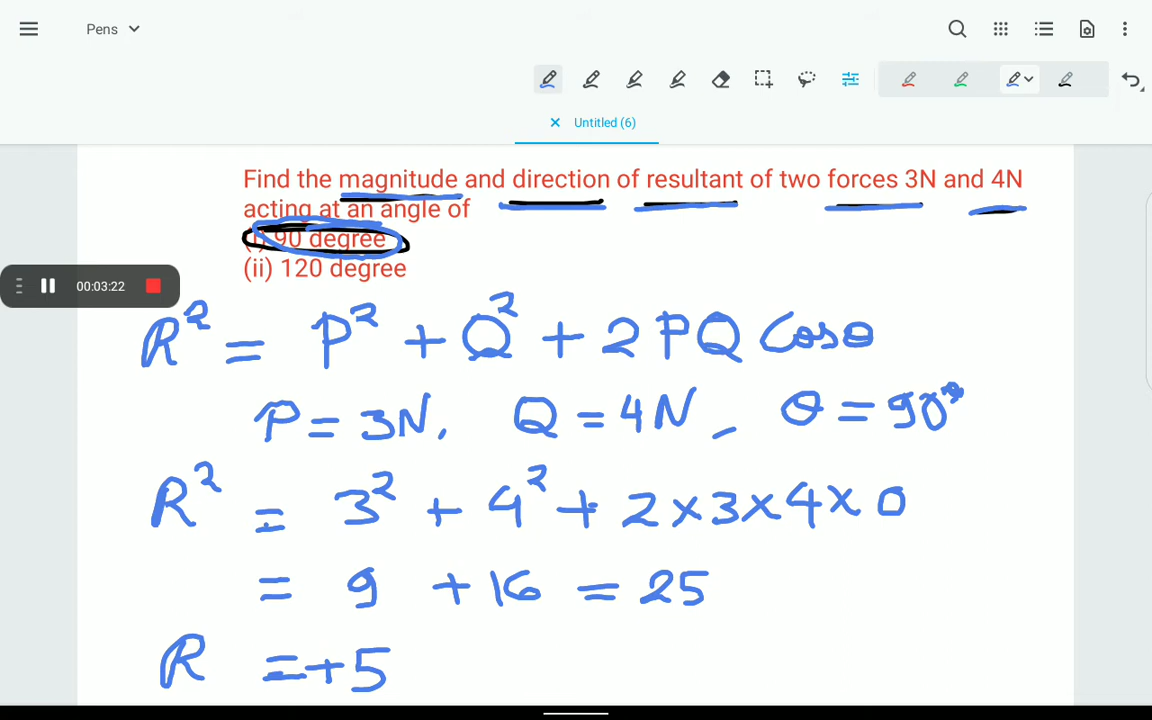 Pens
Untitled (6)
Find the magnitude and direction of resultant of two forces 3N and 4N
acting at an angle of
(i) 90 degree
(ii) 120 degree
00:03:22
R² = P² + Q² + 2PQ Cosθ
P = 3N, Q = 4N, θ = 90°
R² = 3² + 4² + 2×3×4×0
= 9 + 16 = 25
R = +5